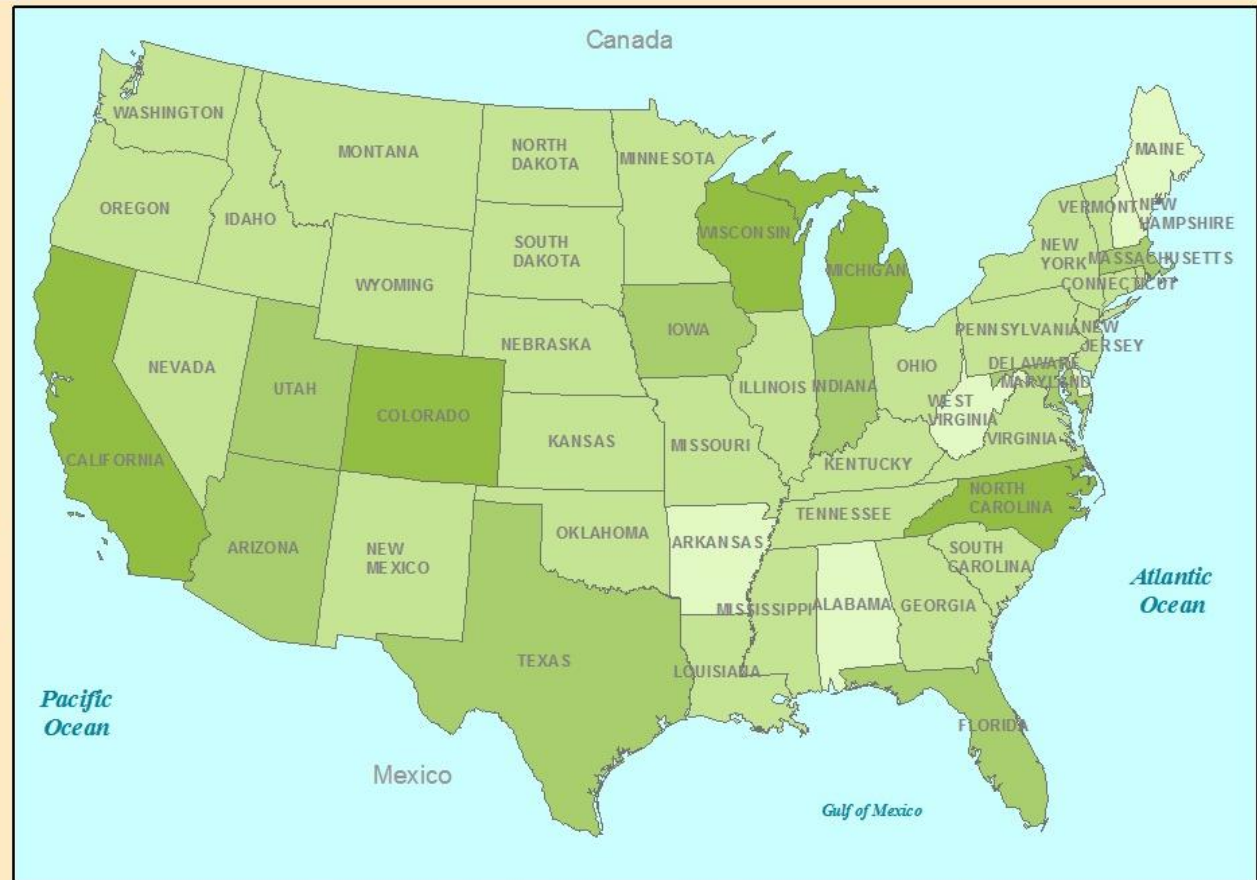 Canada
WASHINGTON
MONTANA
NORTH
DAKOTA
MINNESOTA
MAINE
OREGON
IDAHO
VERMONT
NEW
HAMPSHIRE
WISCONSIN
SOUTH
DAKOTA
MICHIGAN
NEW
YORK
MASSACHUSETTS
WYOMING
CONNECTICUT
IOWA
PENNSYLVANIA
NEW
JERSEY
NEBRASKA
NEVADA
UTAH
ILLINOIS
INDIANA
OHIO
DELAWARE
MARYLAND
COLORADO
WEST
VIRGINIA
KANSAS
MISSOURI
VIRGINIA
CALIFORNIA
KENTUCKY
NORTH
CAROLINA
TENNESSEE
ARIZONA
NEW
MEXICO
OKLAHOMA
ARKANSAS
SOUTH
CAROLINA
Atlantic
Ocean
MISSISSIPPI
ALABAMA
GEORGIA
TEXAS
LOUISIANA
Pacific
Ocean
FLORIDA
Mexico
Gulf of Mexico